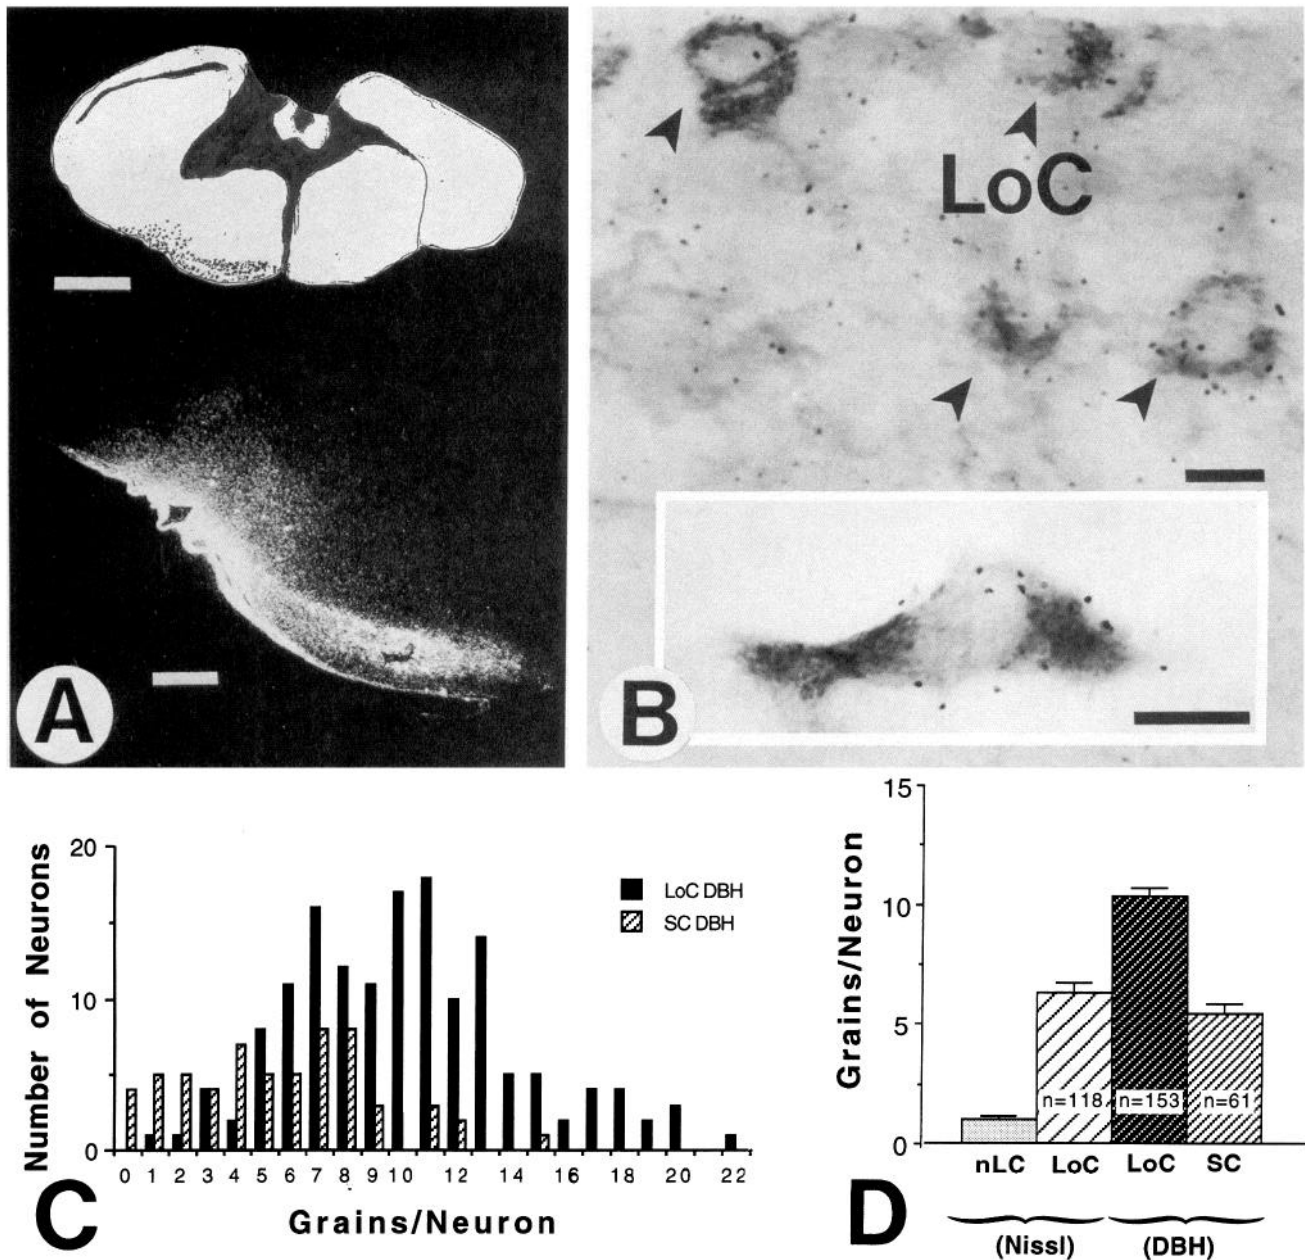 A
LoC
B
Number of Neurons
20
10
0
LoC DBH
SC DBH
0 1 2 3 4 5 6 7 8 9 10 12 14 16 18 20 22
Grains/Neuron
C
Grains/Neuron
15
10
5
0
n=118 n=153 n=61
nLC LoC LoC SC
(Nissl) (DBH)
D